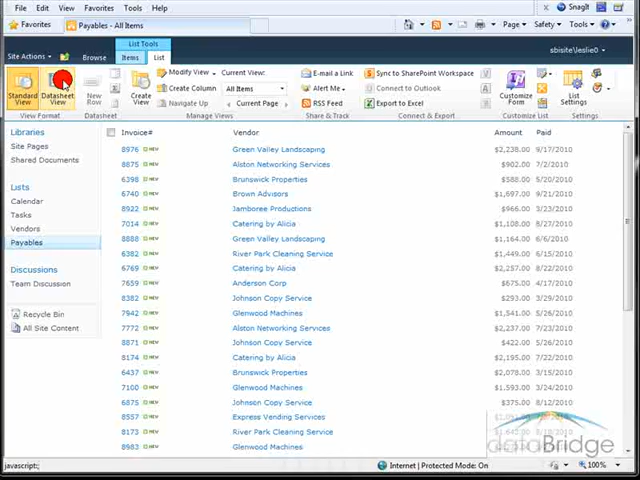 File Edit View Favorites Tools Help
SnagIt
Favorites Payables - All Items Page Safety Tools
List Tools
Site Actions Browse Items List sbisite\leslie0
Standard View Datasheet View New Row Create View Modify View Create Column Navigate Up Current View: All Items Current Page E-mail a Link Alert Me RSS Feed Sync to SharePoint Workspace Connect to Outlook Export to Excel Customize Form List Settings
View Format Datasheet Manage Views Share & Track Connect & Export Customize List Settings
Libraries
Site Pages
Shared Documents
Lists
Calendar
Tasks
Vendors
Payables
Discussions
Team Discussion
Recycle Bin
All Site Content
Invoice# Vendor Amount Paid
8976 NEW Green Valley Landscaping $2,238.00 9/17/2010
8875 NEW Alston Networking Services $902.00 7/2/2010
6398 NEW Brunswick Properties $285.00 5/5/2010
6740 NEW Brown Advisors $1,697.00 9/21/2010
8922 NEW Jamboree Productions $966.00 3/23/2010
7014 NEW Catering by Alicia $1,108.00 8/27/2010
8888 NEW Green Valley Landscaping $1,164.00 6/6/2010
6382 NEW River Park Cleaning Service $1,449.00 6/15/2010
6769 NEW Catering by Alicia $2,257.00 8/22/2010
7659 NEW Anderson Corp $675.00 4/17/2010
8382 NEW Johnson Copy Service $293.00 3/29/2010
7942 NEW Glenwood Machines $1,541.00 5/26/2010
7772 NEW Alston Networking Services $2,237.00 9/23/2010
8871 NEW Johnson Copy Service $422.00 5/26/2010
8174 NEW Catering by Alicia $2,195.00 7/22/2010
6437 NEW Brunswick Properties $2,078.00 7/21/2010
7100 NEW Glenwood Machines $1,593.00 3/24/2010
6875 NEW Johnson Copy Service $375.00 8/12/2010
8557 NEW Express Vending Services
8173 NEW River Park Cleaning Service
8983 NEW Glenwood Machines
dataBridge
javascript:; Internet | Protected Mode: On 100%